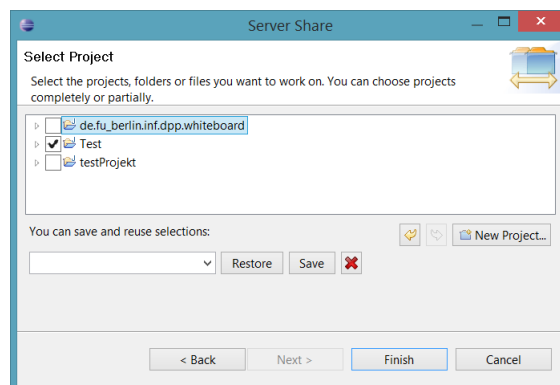 Server Share
Select Project
Select the projects, folders or files you want to work on. You can choose projects
completely or partially.
de.fu_berlin.inf.dpp.whiteboard
Test
testProjekt
You can save and reuse selections:
New Project...
Restore
Save
< Back
Next >
Finish
Cancel